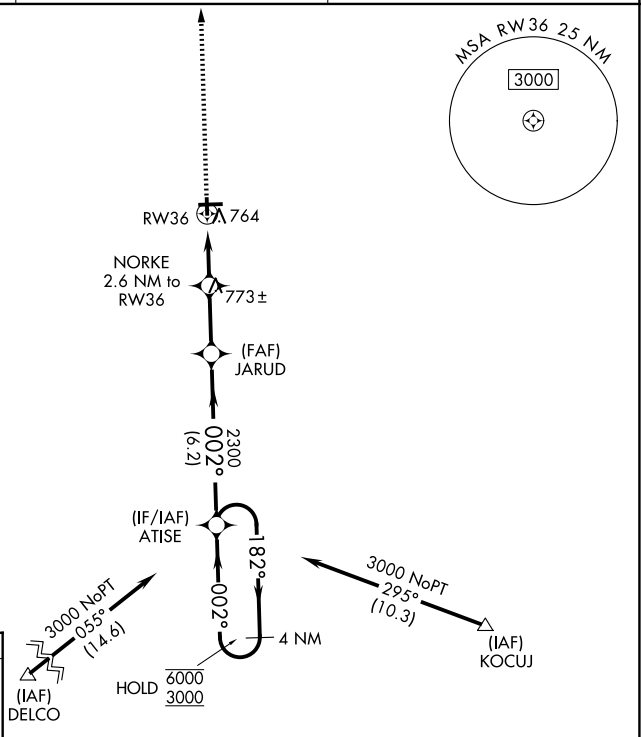 MSA RW36 25 NM
3000
RW36
764
NORKE
2.6 NM to
RW36
773±
(FAF)
JARUD
2300
002°
(6.2)
(IF/IAF)
ATISE
182°
002°
4 NM
HOLD
6000
3000
3000 NoPT
055°
(14.6)
(IAF)
DELCO
3000 NoPT
295°
(10.3)
(IAF)
KOCUJ